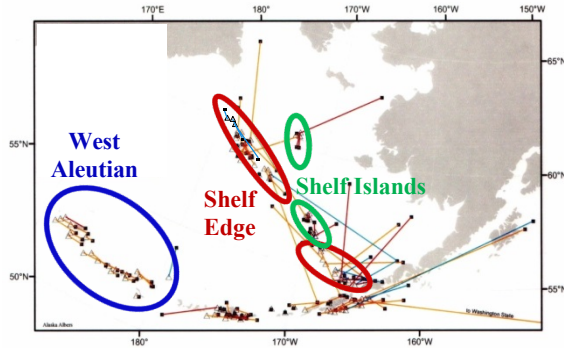 170°E 180° 170°W 160°W 150°W
65°N
55°N
60°N
50°N
55°N
West
Aleutian
Shelf
Edge
Shelf Islands
to Washington State
Alaska Albers
180° 170°W 160°W